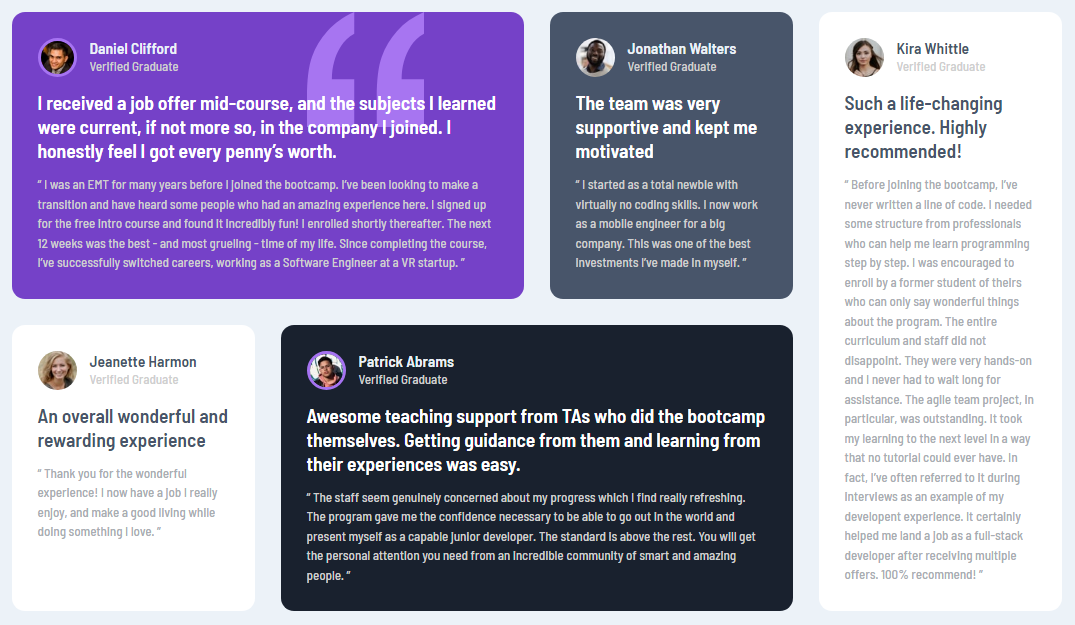 Daniel Clifford
Verified Graduate
I received a job offer mid-course, and the subjects I learned
were current, if not more so, in the company I joined. I
honestly feel I got every penny’s worth.
“ I was an EMT for many years before I joined the bootcamp. I’ve been looking to make a
transition and have heard some people who had an amazing experience here. I signed up
for the free intro course and found it incredibly fun! I enrolled shortly thereafter. The next
12 weeks was the best - and most grueling - time of my life. Since completing the course,
I’ve successfully switched careers, working as a Software Engineer at a VR startup. ”
Jonathan Walters
Verified Graduate
The team was very
supportive and kept me
motivated
“ I started as a total newbie with
virtually no coding skills. I now work
as a mobile engineer for a big
company. This was one of the best
investments I’ve made in myself. ”
Kira Whittle
Verified Graduate
Such a life-changing
experience. Highly
recommended!
“ Before joining the bootcamp, I’ve
never written a line of code. I needed
some structure from professionals
who can help me learn programming
step by step. I was encouraged to
enroll by a former student of theirs
who can only say wonderful things
about the program. The entire
curriculum and staff did not
disappoint. They were very hands-on
and I never had to wait long for
assistance. The agile team project, in
particular, was outstanding. It took
my learning to the next level in a way
that no tutorial could ever have. In
fact, I’ve often referred to it during
interviews as an example of my
developent experience. It certainly
helped me land a job as a full-stack
developer after receiving multiple
offers. 100% recommend! ”
Jeanette Harmon
Verified Graduate
An overall wonderful and
rewarding experience
“ Thank you for the wonderful
experience! I now have a job I really
enjoy, and make a good living while
doing something I love. ”
Patrick Abrams
Verified Graduate
Awesome teaching support from TAs who did the bootcamp
themselves. Getting guidance from them and learning from
their experiences was easy.
“ The staff seem genuinely concerned about my progress which I find really refreshing.
The program gave me the confidence necessary to be able to go out in the world and
present myself as a capable junior developer. The standard is above the rest. You will get
the personal attention you need from an incredible community of smart and amazing
people. ”